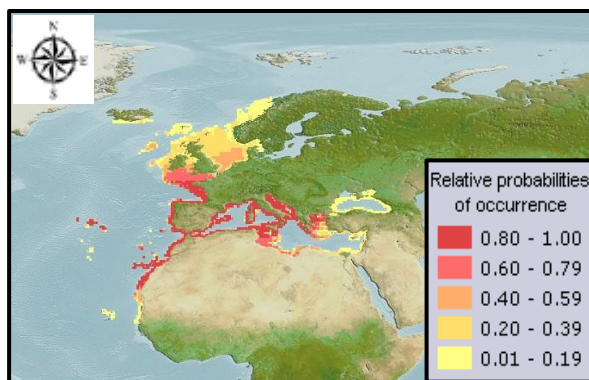 N
W E
S
Relative probabilities
of occurrence
0.80 - 1.00
0.60 - 0.79
0.40 - 0.59
0.20 - 0.39
0.01 - 0.19